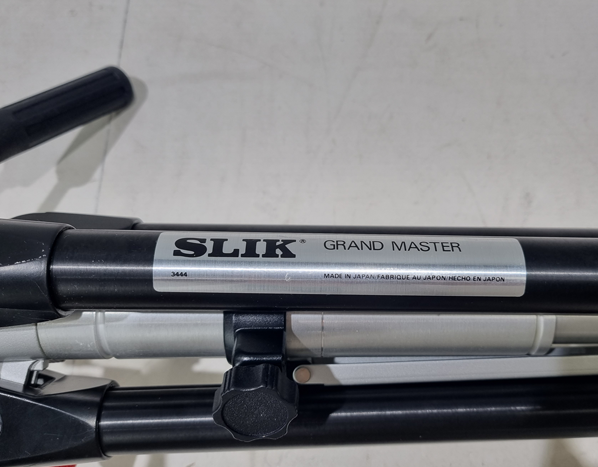 SLIK® GRAND MASTER
3444 MADE IN JAPAN/FABRIQUE AU JAPON/HECHO EN JAPON